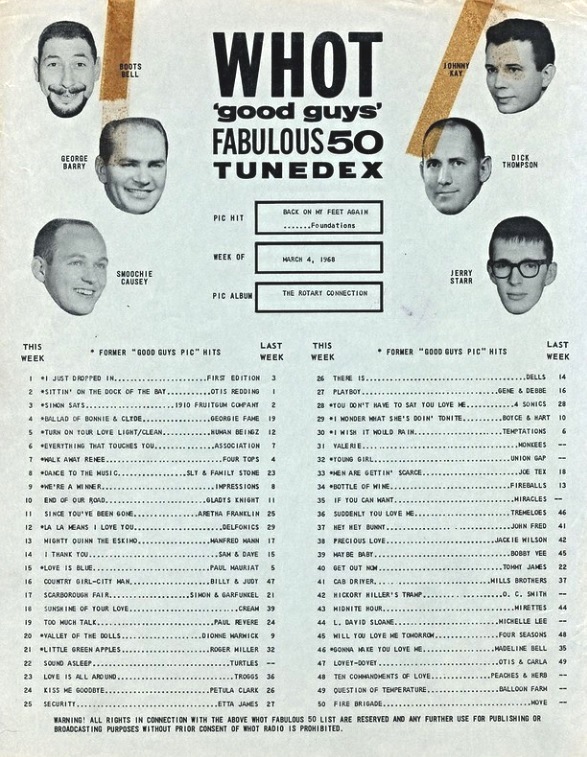 WHOT
'good guys'
FABULOUS 50
TUNEDEX
BOOTS
BELL
JOHNNY
KAY
GEORGE
BARRY
DICK
THOMPSON
SMOOCHIE
CAUSEY
JERRY
STARR
PIC HIT
BACK ON MY FEET AGAIN
.......Foundations
WEEK OF
MARCH 4, 1968
PIC ALBUM
THE ROTARY CONNECTION
THIS WEEK * FORMER "GOOD GUYS PIC" HITS LAST WEEK
1 *I JUST DROPPED IN....................FIRST EDITION 3
2 *SITTIN' ON THE DOCK OF THE BAY..........OTIS REDDING 1
3 *SIMON SAYS................1910 FRUITGUM COMPANY 2
4 *BALLAD OF BONNIE & CLYDE...............GEORGIE FAME 19
5 *TURN ON YOUR LOVE LIGHT/CLEAN..........HUMAN BEINGZ 12
6 *EVERYTHING THAT TOUCHES YOU.............ASSOCIATION 7
7 *WALK AWAY RENEE...........................FOUR TOPS 4
8 *DANCE TO THE MUSIC...............SLY & FAMILY STONE 23
9 *WE'RE A WINNER..........................IMPRESSIONS 8
10 END OF OUR ROAD.........................GLADYS KNIGHT 11
11 SINCE YOU'VE BEEN GONE................ARETHA FRANKLIN 25
12 *LA LA MEANS I LOVE YOU....................DELFONICS 29
13 MIGHTY QUINN THE ESKIMO..................MANFRED MANN 17
14 I THANK YOU................................SAM & DAVE 15
15 *LOVE IS BLUE............................PAUL MAURIAT 5
16 COUNTRY GIRL-CITY MAN....................BILLY & JUDY 47
17 SCARBOROUGH FAIR....................SIMON & GARFUNKEL 21
18 SUNSHINE OF YOUR LOVE...........................CREAM 39
19 TOO MUCH TALK.............................PAUL REVERE 24
20 *VALLEY OF THE DOLLS...................DIONNE WARWICK 9
21 *LITTLE GREEN APPLES......................ROGER MILLER 32
22 SOUND ASLEEP..................................TURTLES --
23 LOVE IS ALL AROUND.............................TROGGS 36
24 KISS ME GOODBYE..........................PETULA CLARK 26
25 SECURITY...................................ETTA JAMES 27
THIS WEEK * FORMER "GOOD GUYS PIC" HITS LAST WEEK
26 THERE IS........................................DELLS 14
27 PLAYBOY..................................GENE & DEBBE 16
28 *YOU DON'T HAVE TO SAY YOU LOVE ME............4 SONICS 28
29 *I WONDER WHAT SHE'S DOIN' TONITE.........BOYCE & HART 10
30 *I WISH IT WOULD RAIN......................TEMPTATIONS 6
31 VALERIE.......................................MONKEES --
32 *YOUNG GIRL..................................UNION GAP --
33 *MEN ARE GETTIN' SCARCE........................JOE TEX 18
34 *BOTTLE OF WINE..............................FIREBALLS 13
35 IF YOU CAN WANT..............................MIRACLES --
36 SUDDENLY YOU LOVE ME........................TREMELOES 46
37 HEY HEY BUNNY...............................JOHN FRED 41
38 PRECIOUS LOVE............................JACKIE WILSON 42
39 MAYBE BABY..................................BOBBY VEE 45
40 GET OUT NOW...............................TOMMY JAMES 22
41 CAB DRIVER..............................MILLS BROTHERS 37
42 HICKORY HILLER'S TRAMP.....................O. C. SMITH --
43 MIDNITE HOUR.................................MIRETTES 44
44 L. DAVID SLOANE...........................MICHELLE LEE --
45 WILL YOU LOVE ME TOMORROW.................FOUR SEASONS 48
46 *GONNA MAKE YOU LOVE ME..................MADELINE BELL 35
47 LOVEY-DOVEY..............................OTIS & CARLA 49
48 TEN COMMANDMENTS OF LOVE...............PEACHES & HERB --
49 QUESTION OF TEMPERATURE...................BALLOON FARM --
50 FIRE BRIGADE.....................................MOVE --
WARNING! ALL RIGHTS IN CONNECTION WITH THE ABOVE WHOT FABULOUS 50 LIST ARE RESERVED AND ANY FURTHER USE FOR PUBLISHING OR
BROADCASTING PURPOSES WITHOUT PRIOR CONSENT OF WHOT RADIO IS PROHIBITED.